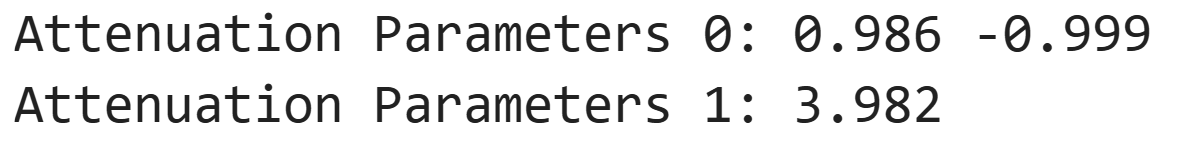 Attenuation Parameters 0: 0.986 -0.999
Attenuation Parameters 1: 3.982